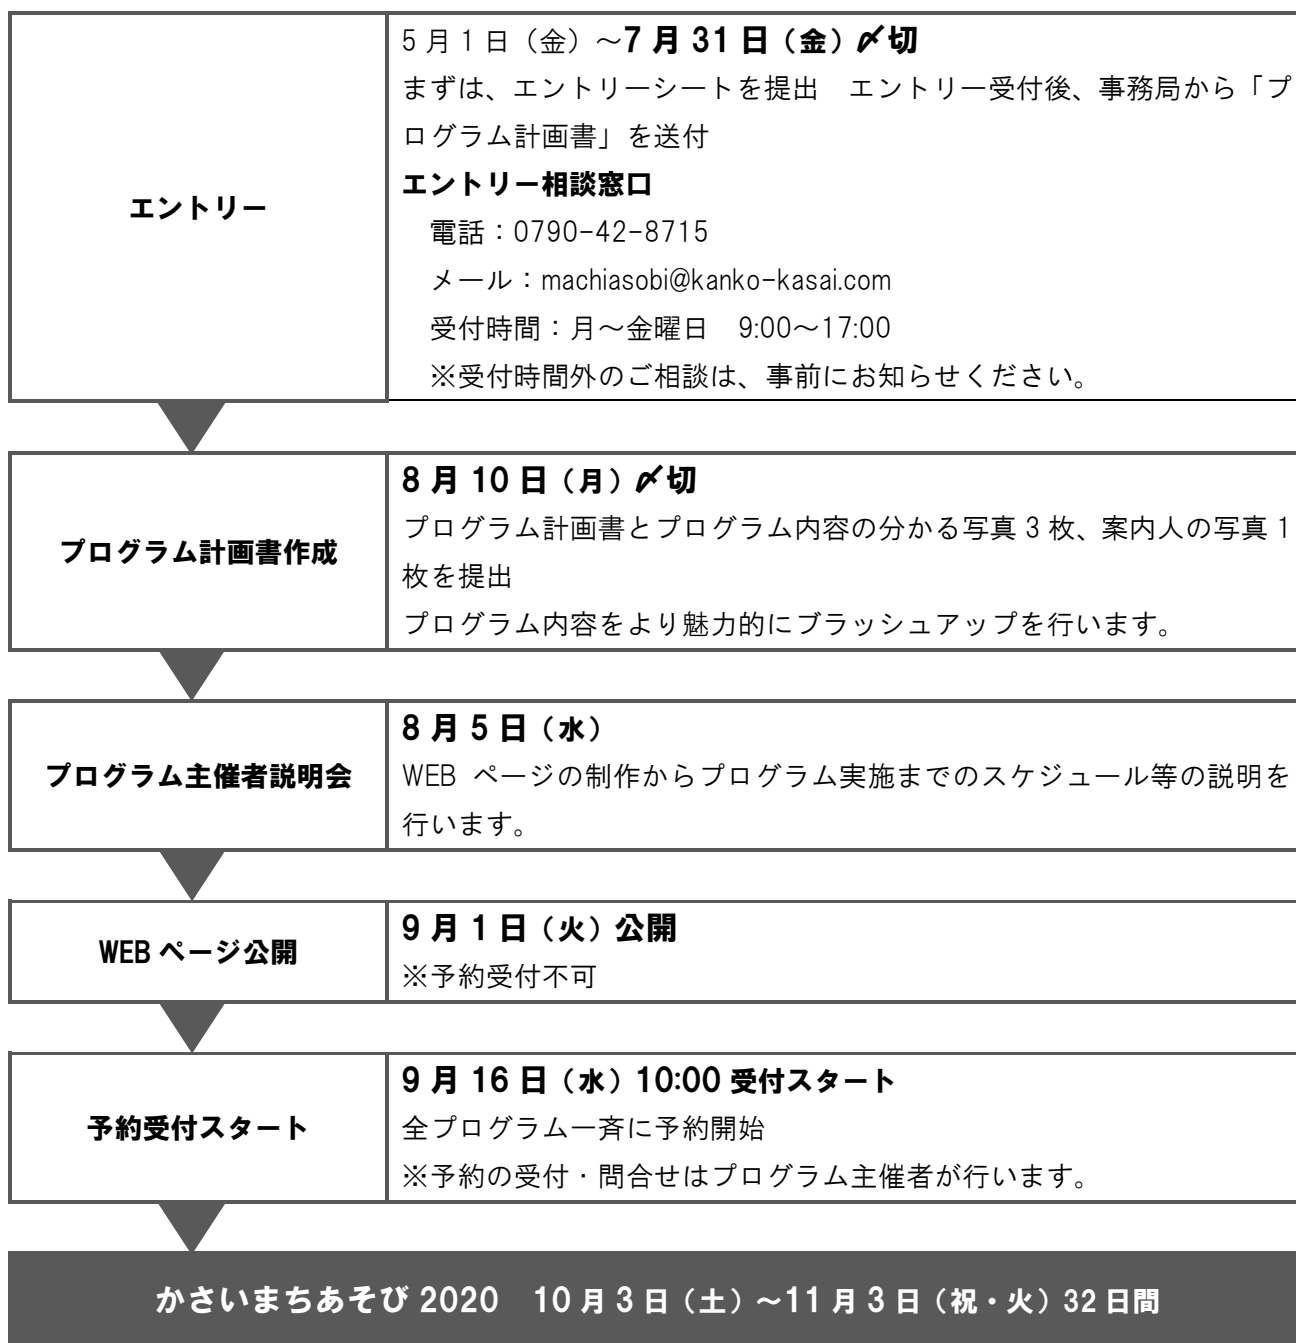 エントリー
5月1日（金）～7月31日（金）〆切
まずは、エントリーシートを提出　エントリー受付後、事務局から「プ
ログラム計画書」を送付
エントリー相談窓口
電話：0790-42-8715
メール：machiasobi@kanko-kasai.com
受付時間：月～金曜日　9:00～17:00
※受付時間外のご相談は、事前にお知らせください。
プログラム計画書作成
8月10日（月）〆切
プログラム計画書とプログラム内容の分かる写真3枚、案内人の写真1
枚を提出
プログラム内容をより魅力的にブラッシュアップを行います。
プログラム主催者説明会
8月5日（水）
WEB ページの制作からプログラム実施までのスケジュール等の説明を
行います。
WEBページ公開
9月1日（火）公開
※予約受付不可
予約受付スタート
9月16日（水）10:00受付スタート
全プログラム一斉に予約開始
※予約の受付・問合せはプログラム主催者が行います。
かさいまちあそび2020　10月3日（土）～11月3日（祝・火）32日間